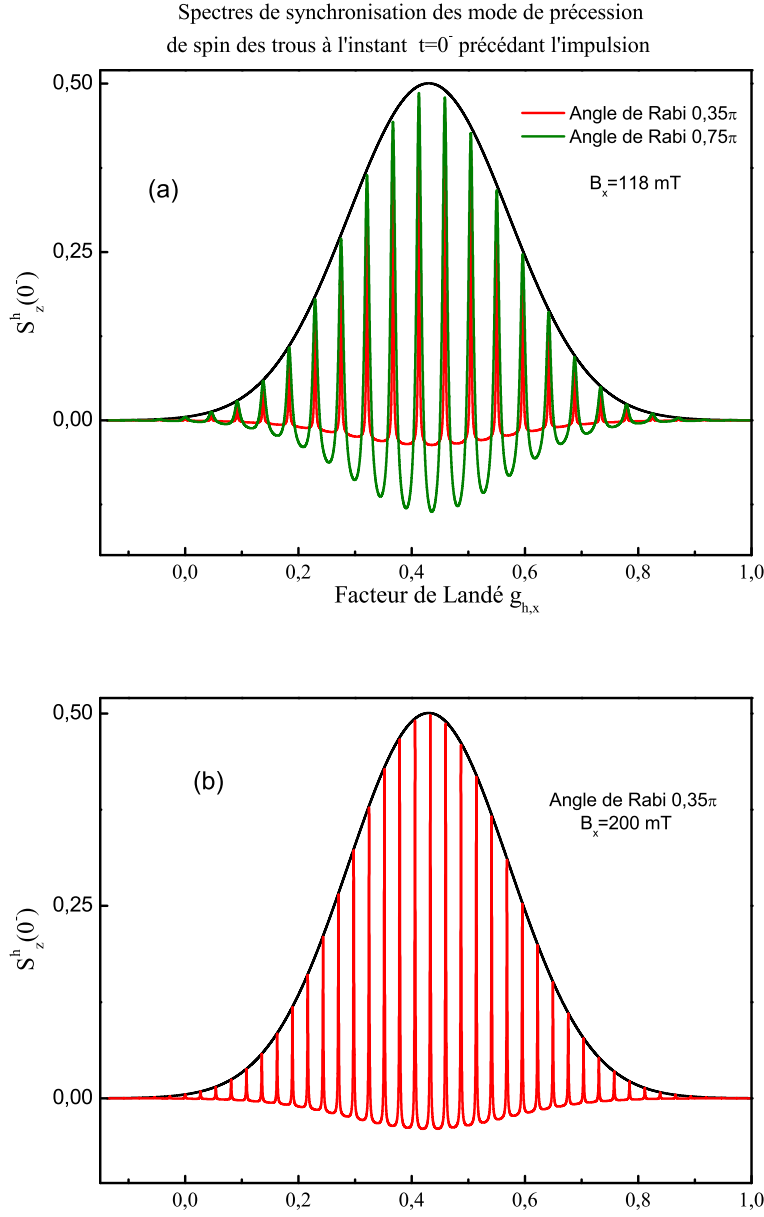 Spectres de synchronisation des mode de précession
de spin des trous à l'instant t=0⁻ précédant l'impulsion
0,50
Angle de Rabi 0,35π
Angle de Rabi 0,75π
(a)
Bₓ=118 mT
0,25
S^h_z(0⁻)
0,00
0,0 0,2 0,4 0,6 0,8 1,0
Facteur de Landé g_h,x
0,50
(b)
Angle de Rabi 0,35π
Bₓ=200 mT
0,25
S^h_z(0⁻)
0,00
0,0 0,2 0,4 0,6 0,8 1,0